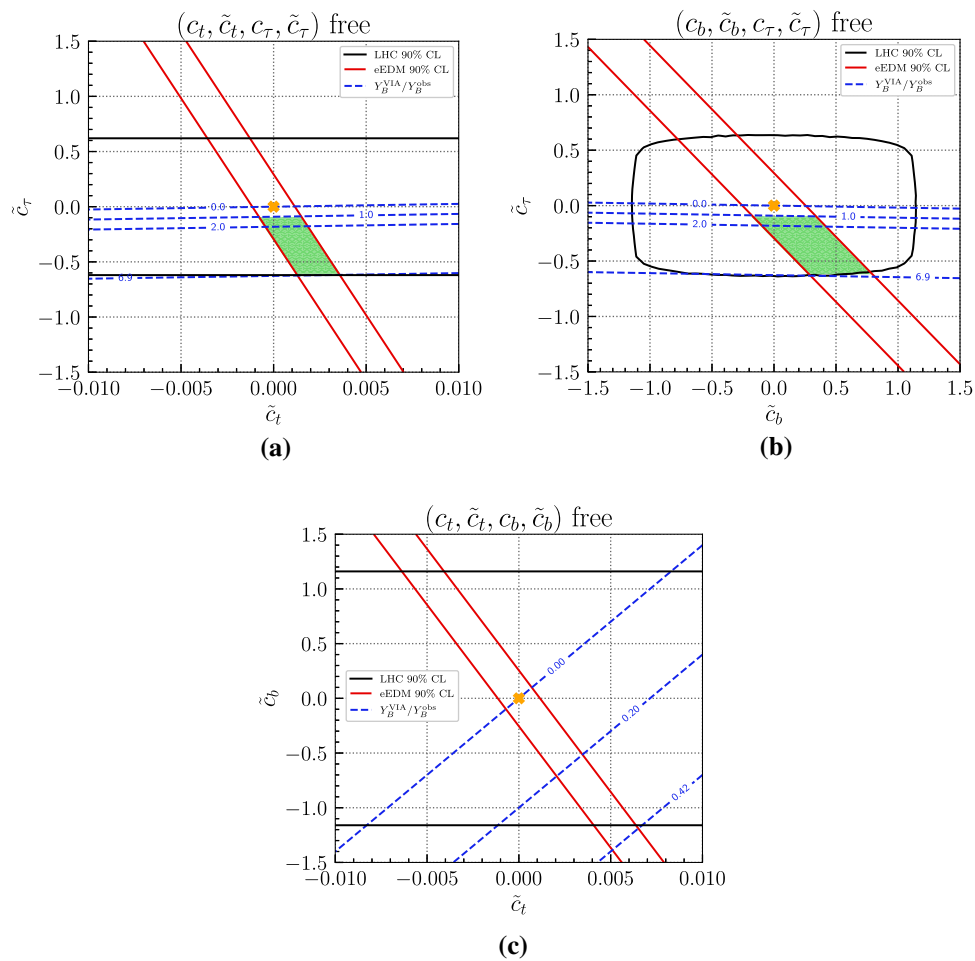 (c_t, c̃_t, c_τ, c̃_τ) free
1.5
1.0
0.5
0.0
−0.5
−1.0
−1.5
c̃_τ
LHC 90% CL
eEDM 90% CL
Y_B^VIA/Y_B^obs
0.0
1.0
2.0
6.9
−0.010
−0.005
0.000
0.005
0.010
c̃_t
(a)
(c_b, c̃_b, c_τ, c̃_τ) free
1.5
1.0
0.5
0.0
−0.5
−1.0
−1.5
c̃_τ
LHC 90% CL
eEDM 90% CL
Y_B^VIA/Y_B^obs
0.0
1.0
2.0
6.9
−1.5
−1.0
−0.5
0.0
0.5
1.0
1.5
c̃_b
(b)
(c_t, c̃_t, c_b, c̃_b) free
1.5
1.0
0.5
0.0
−0.5
−1.0
−1.5
c̃_b
LHC 90% CL
eEDM 90% CL
Y_B^VIA/Y_B^obs
0.00
0.20
0.42
−0.010
−0.005
0.000
0.005
0.010
c̃_t
(c)